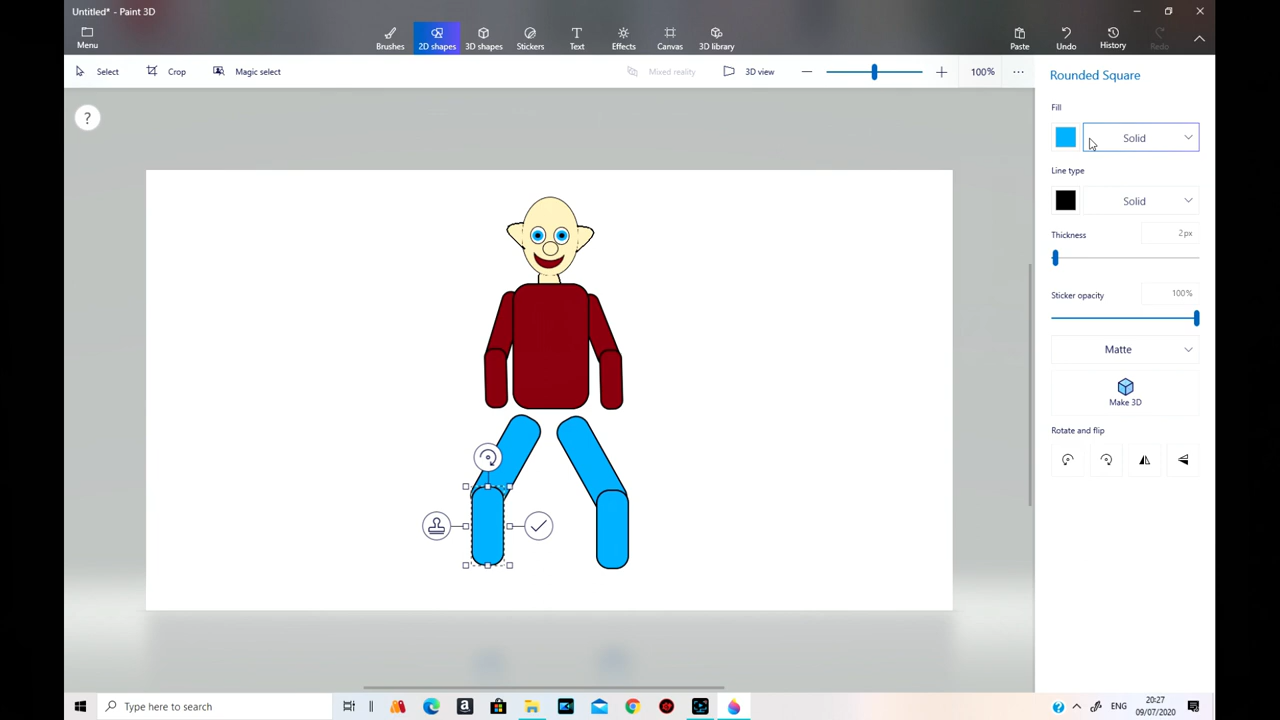 Untitled* - Paint 3D
Menu
Brushes
2D shapes
3D shapes
Stickers
Text
Effects
Canvas
3D library
Paste
Undo
History
Redo
Select
Crop
Magic select
Mixed reality
3D view
100%
Rounded Square
?
Fill
Solid
Line type
Solid
Thickness
2px
Sticker opacity
100%
Matte
Make 3D
Rotate and flip
Type here to search
a
?
ENG
20:27
09/07/2020